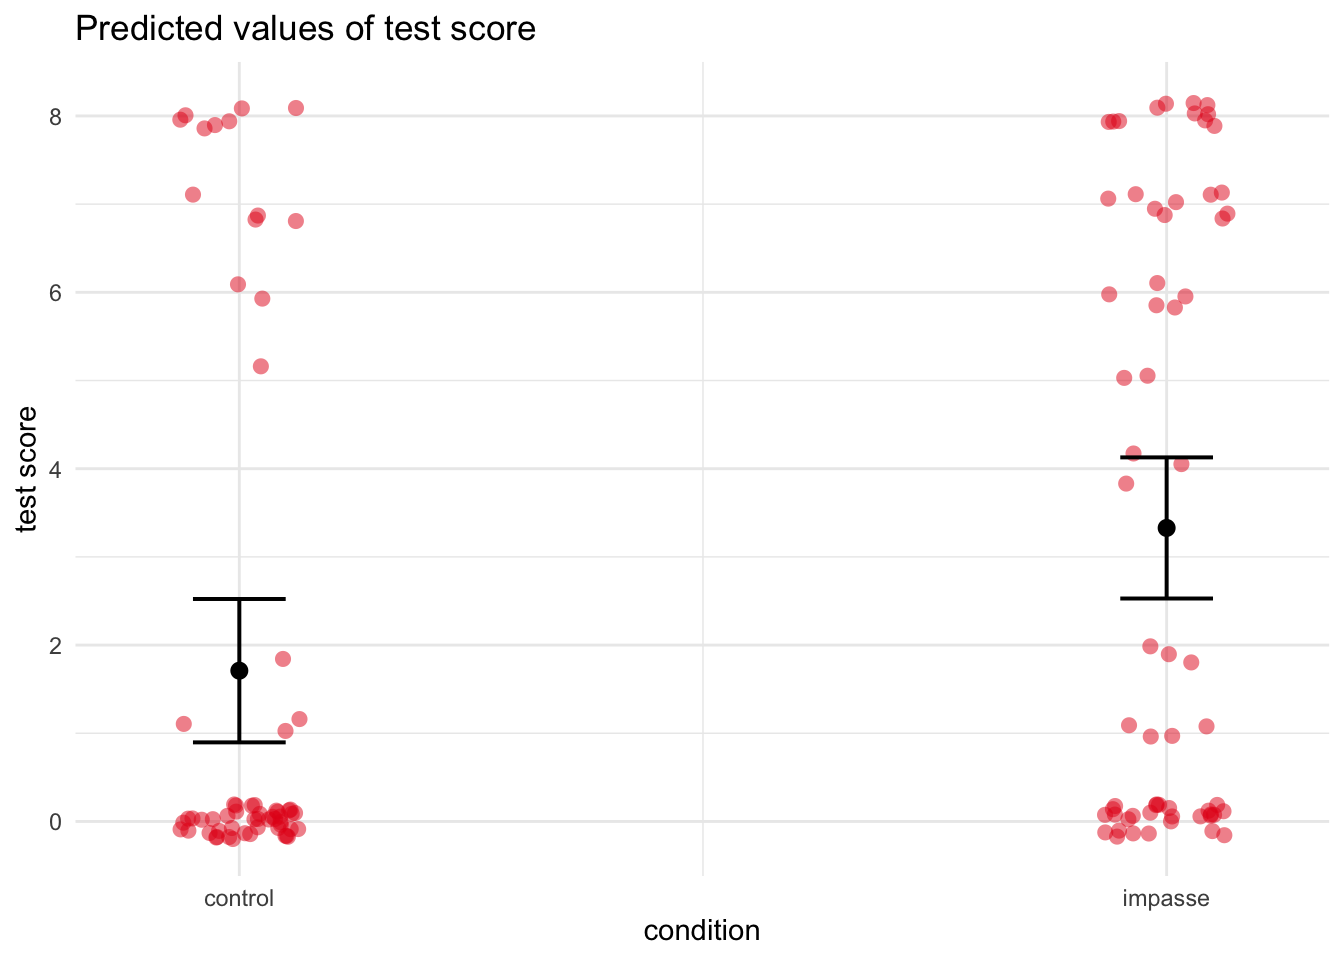 Predicted values of test score
8
6
4
2
0
test score
control
impasse
condition